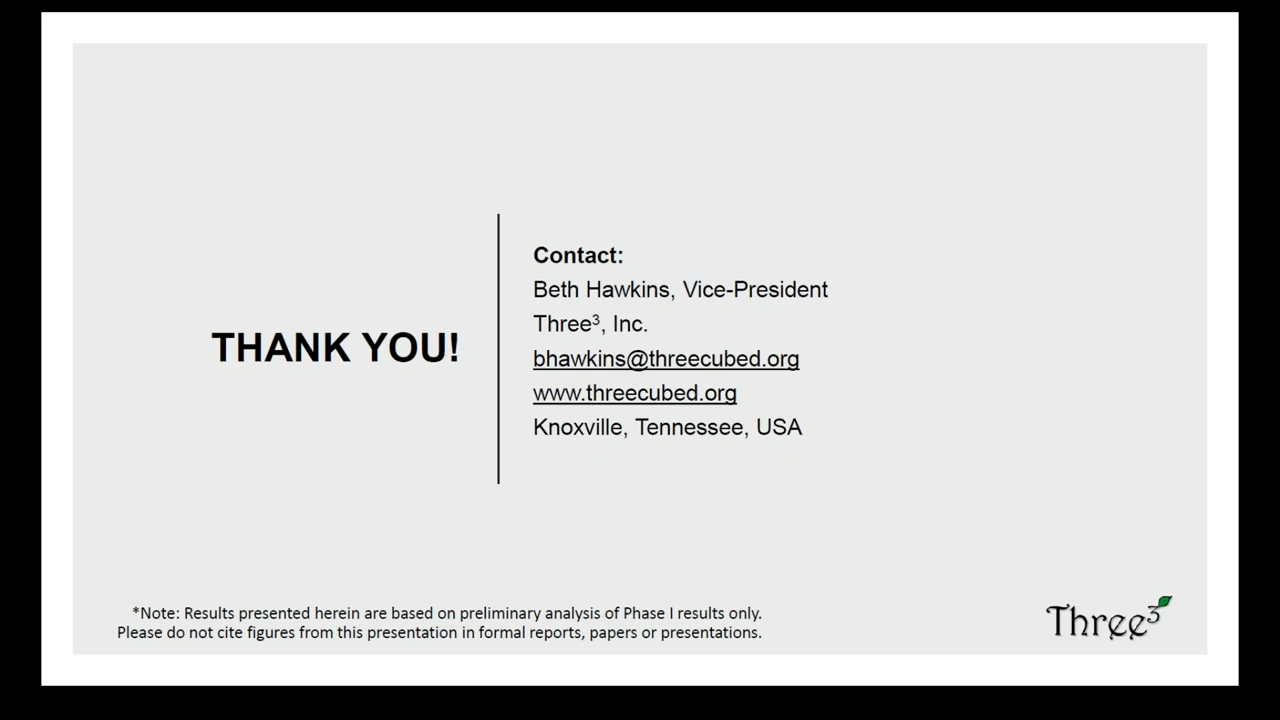 THANK YOU!
Contact:
Beth Hawkins, Vice-President
Three³, Inc.
bhawkins@threecubed.org
www.threecubed.org
Knoxville, Tennessee, USA
*Note: Results presented herein are based on preliminary analysis of Phase I results only.
Please do not cite figures from this presentation in formal reports, papers or presentations.
Three³